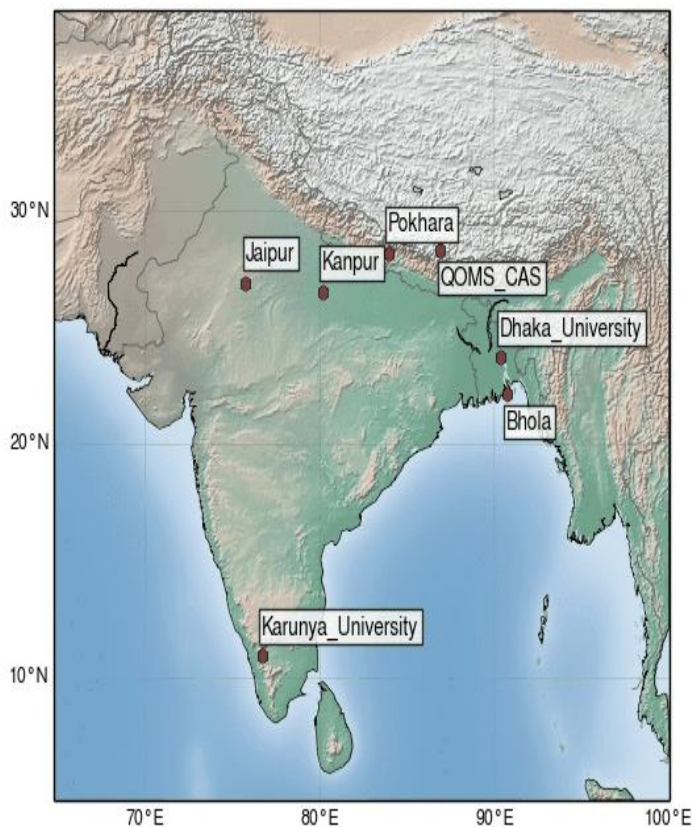 30°N
Pokhara
Jaipur
Kanpur
QOMS_CAS
Dhaka_University
Bhola
20°N
Karunya_University
10°N
70°E 80°E 90°E 100°E